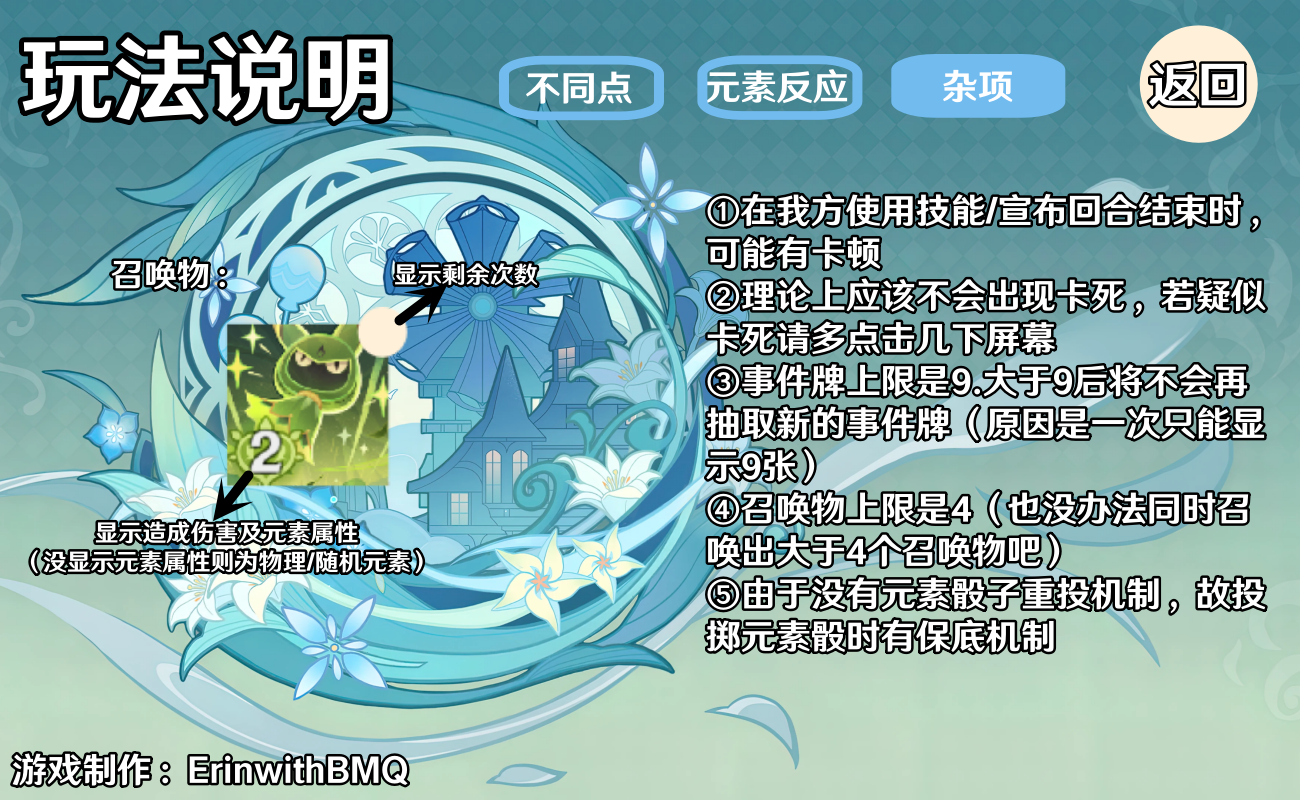 玩法说明
不同点
元素反应
杂项
返回
召唤物：
显示剩余次数
2
显示造成伤害及元素属性
（没显示元素属性则为物理/随机元素）
①在我方使用技能/宣布回合结束时，
可能有卡顿
②理论上应该不会出现卡死，若疑似
卡死请多点击几下屏幕
③事件牌上限是9.大于9后将不会再
抽取新的事件牌（原因是一次只能显
示9张）
④召唤物上限是4（也没办法同时召
唤出大于4个召唤物吧）
⑤由于没有元素骰子重投机制，故投
掷元素骰时有保底机制
游戏制作：ErinwithBMQ